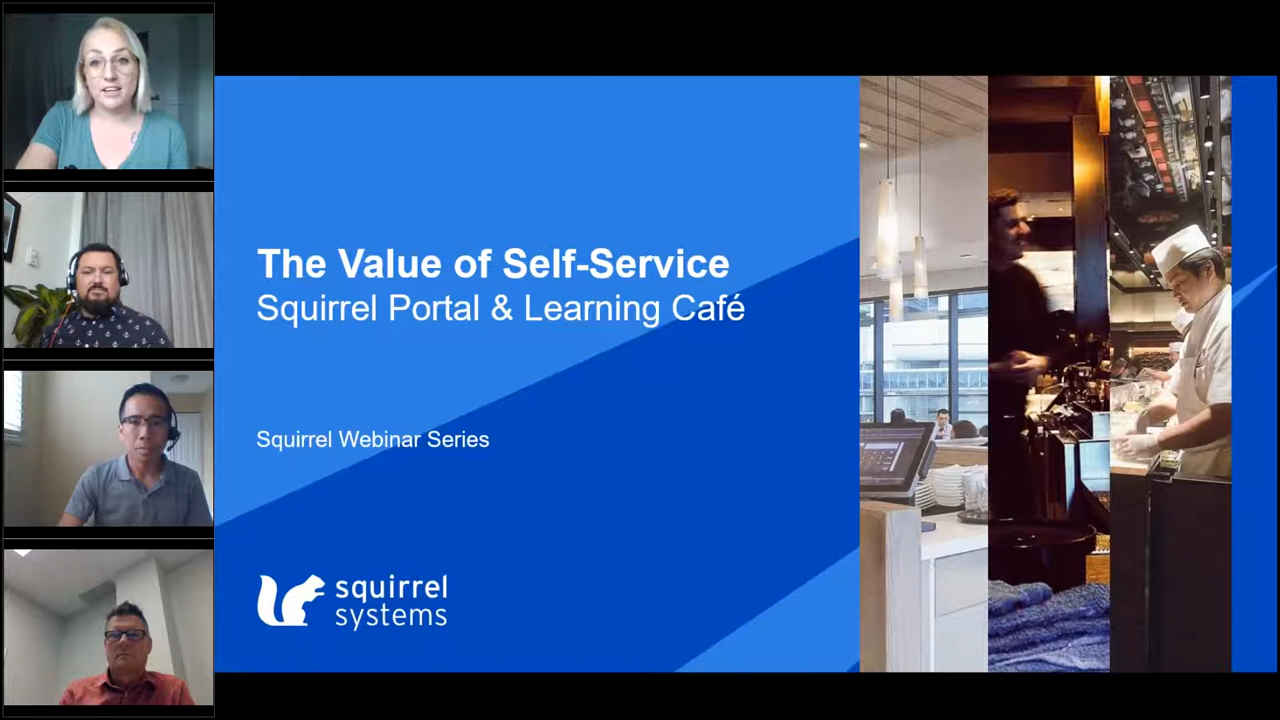 The Value of Self-Service
Squirrel Portal & Learning Café
Squirrel Webinar Series
squirrel
systems